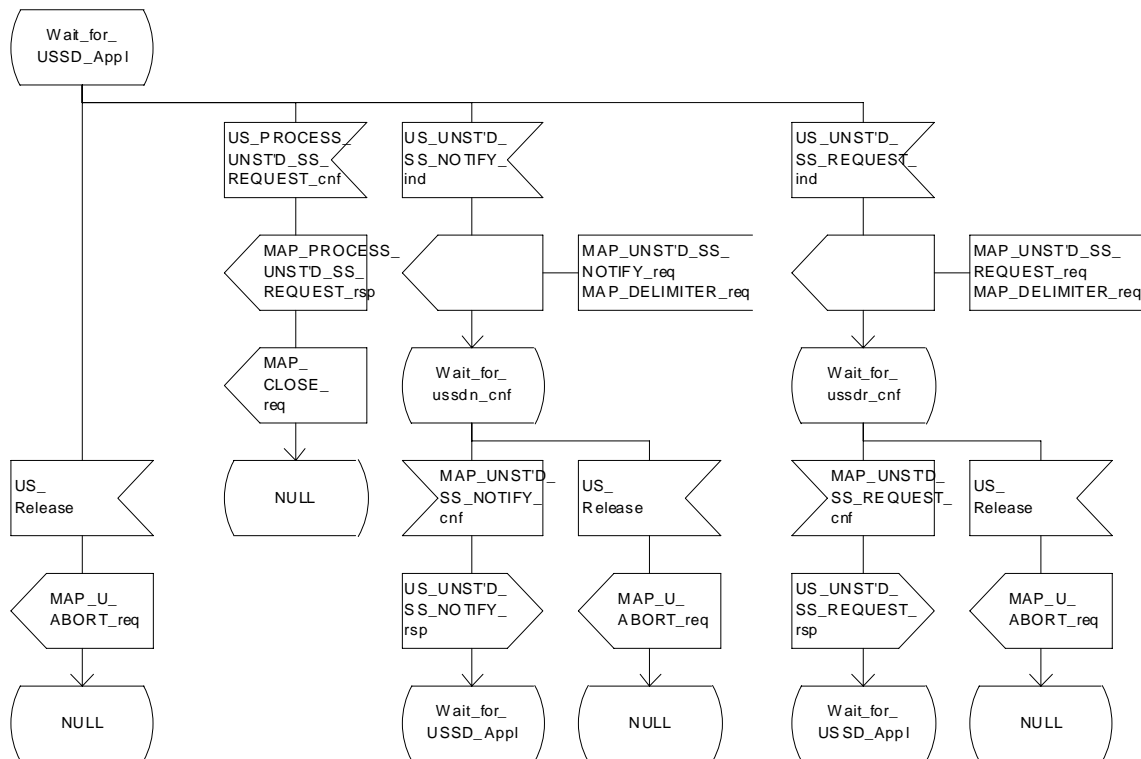 Wait_for_
USSD_Appl
US_PROCESS_
UNST'D_SS_
REQUEST_cnf
US_UNST'D_
SS_NOTIFY_
ind
US_UNST'D_
SS_REQUEST_
ind
MAP_PROCESS_
UNST'D_SS_
REQUEST_rsp
MAP_UNST'D_SS_
NOTIFY_req
MAP_DELIMITER_req
MAP_UNST'D_SS_
REQUEST_req
MAP_DELIMITER_req
MAP_
CLOSE_
req
Wait_for_
ussdn_cnf
Wait_for_
ussdr_cnf
US_
Release
NULL
MAP_UNST'D_
SS_NOTIFY_
cnf
US_
Release
MAP_UNST'D_
SS_REQUEST_
cnf
US_
Release
MAP_U_
ABORT_req
US_UNST'D_
SS_NOTIFY_
rsp
MAP_U_
ABORT_req
US_UNST'D_
SS_REQUEST_
rsp
MAP_U_
ABORT_req
NULL
Wait_for_
USSD_Appl
NULL
Wait_for_
USSD_Appl
NULL